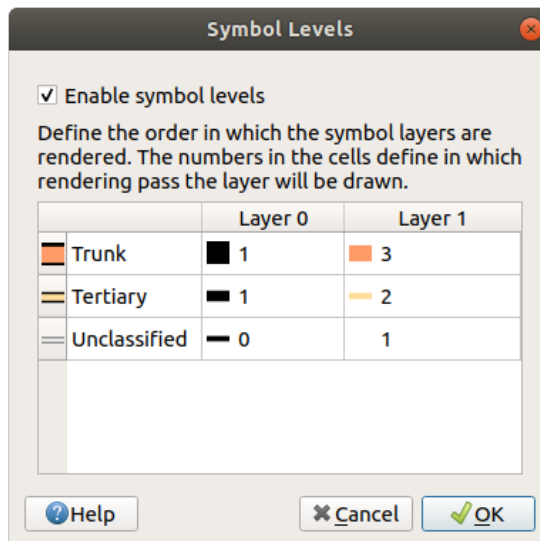 Symbol Levels
Enable symbol levels
Define the order in which the symbol layers are
rendered. The numbers in the cells define in which
rendering pass the layer will be drawn.
Layer 0 Layer 1
Trunk 1 3
Tertiary 1 2
Unclassified 0 1
Help Cancel OK